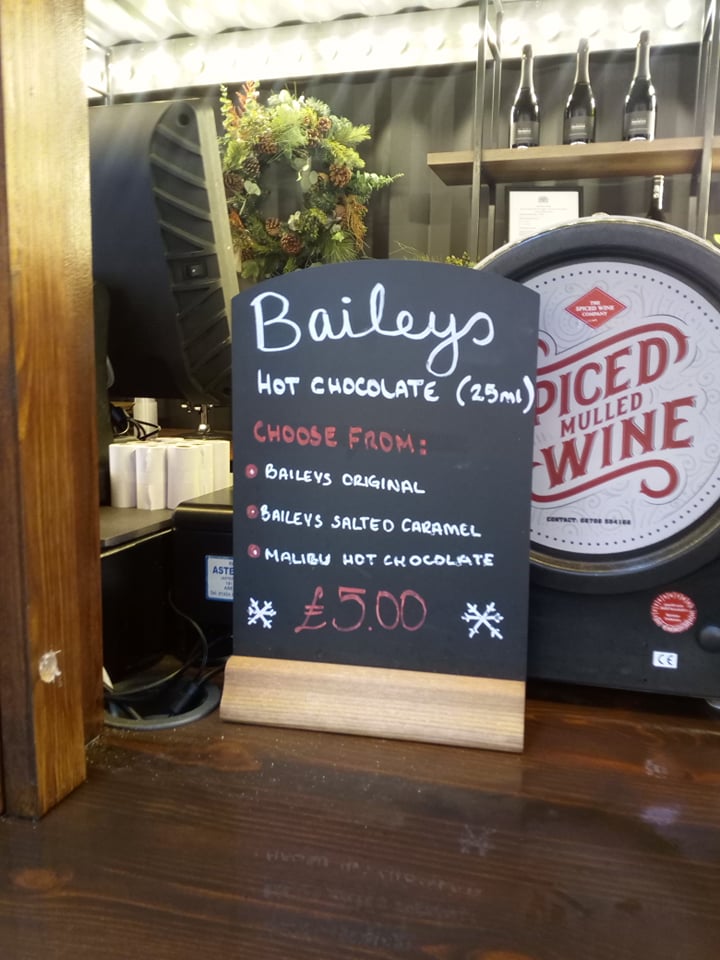 Baileys
HOT CHOCOLATE (25ml)
CHOOSE FROM:
BAILEYS ORIGINAL
BAILEYS SALTED CARAMEL
MALIBU HOT CHOCOLATE
£5.00
THE
SPICED WINE
COMPANY
SPICED
MULLED
WINE
CE